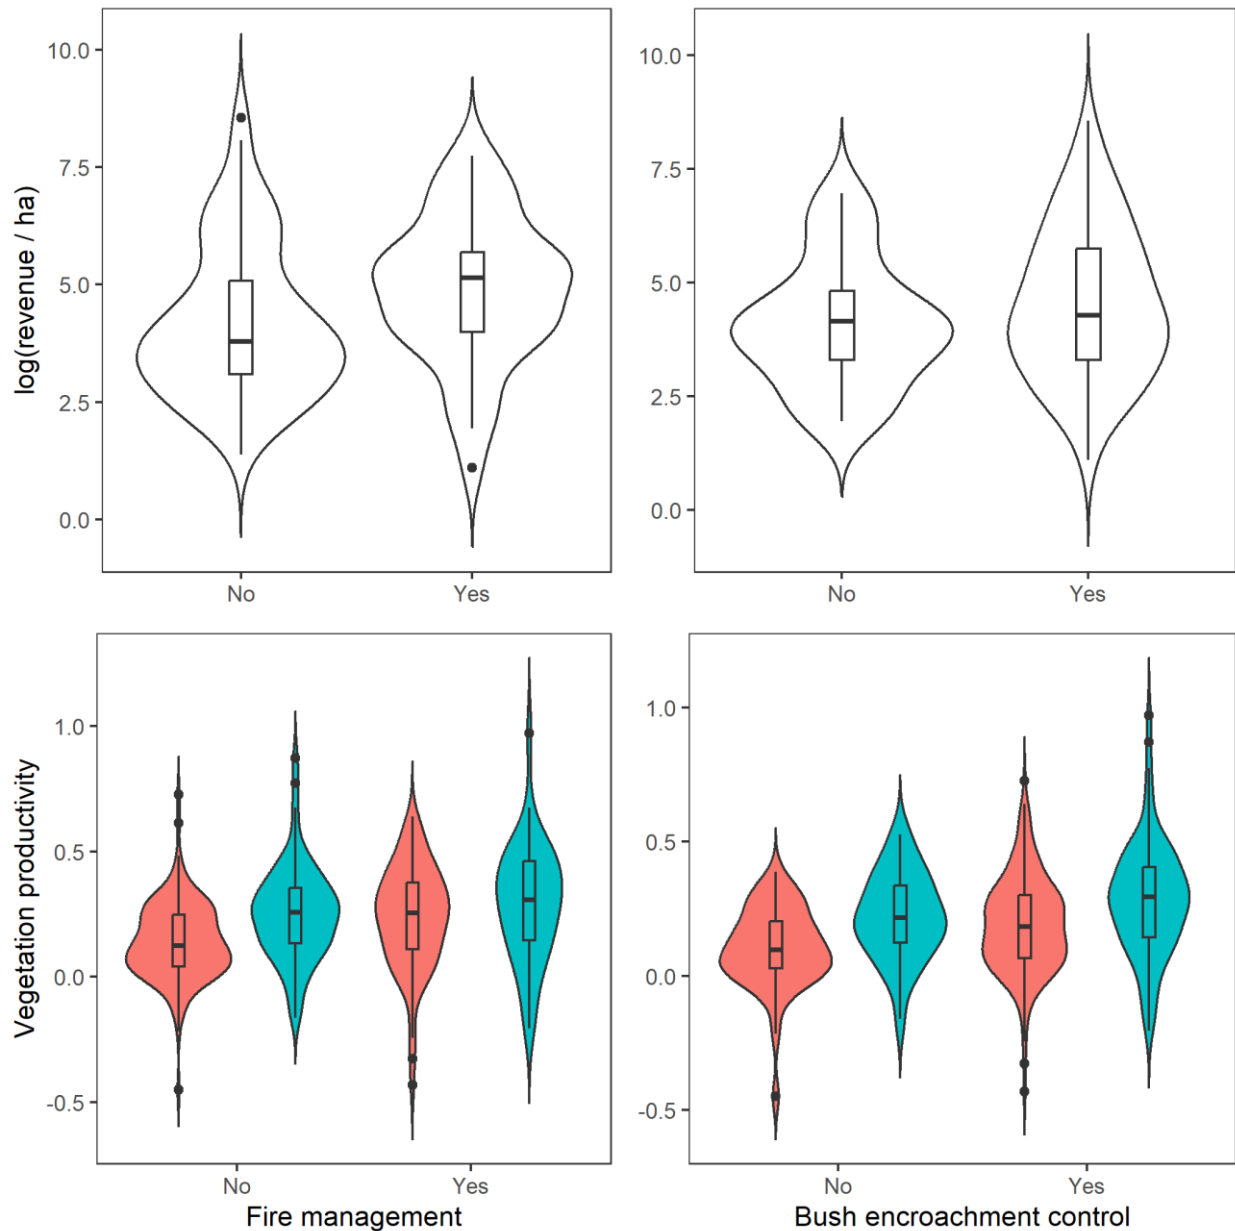 log(revenue / ha)
10.0
7.5
5.0
2.5
0.0
No
Yes
10.0
7.5
5.0
2.5
0.0
No
Yes
Vegetation productivity
1.0
0.5
0.0
-0.5
No
Yes
Fire management
1.0
0.5
0.0
-0.5
No
Yes
Bush encroachment control